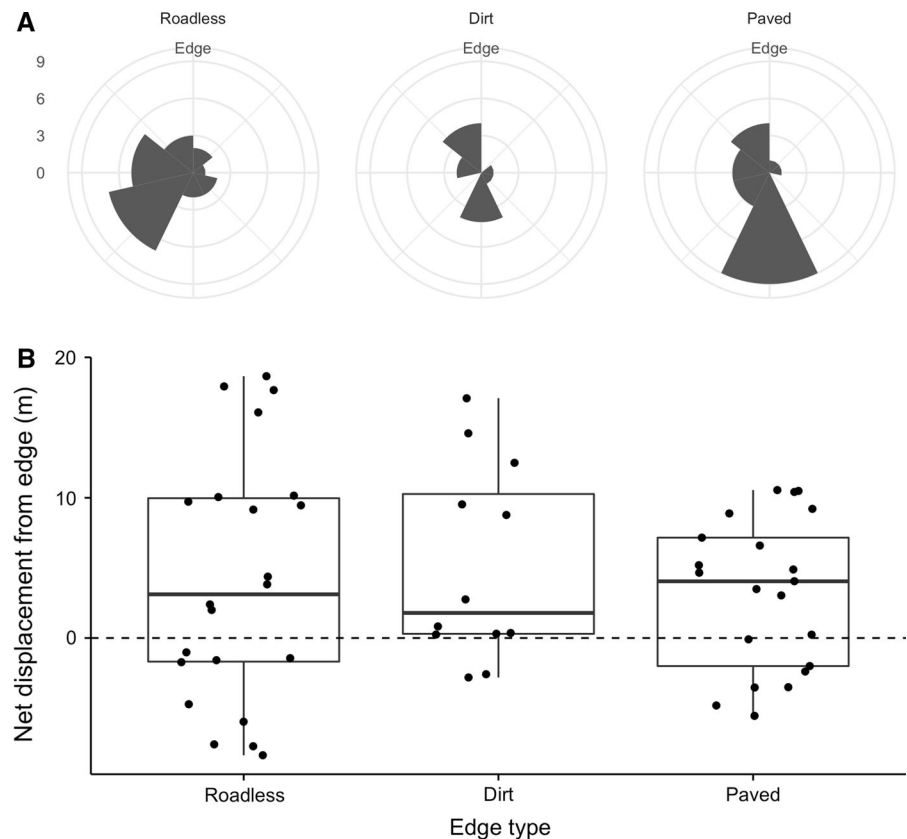 A
Roadless
Dirt
Paved
Edge
Edge
Edge
9
6
3
0
B
20
10
0
Net displacement from edge (m)
Roadless
Dirt
Paved
Edge type